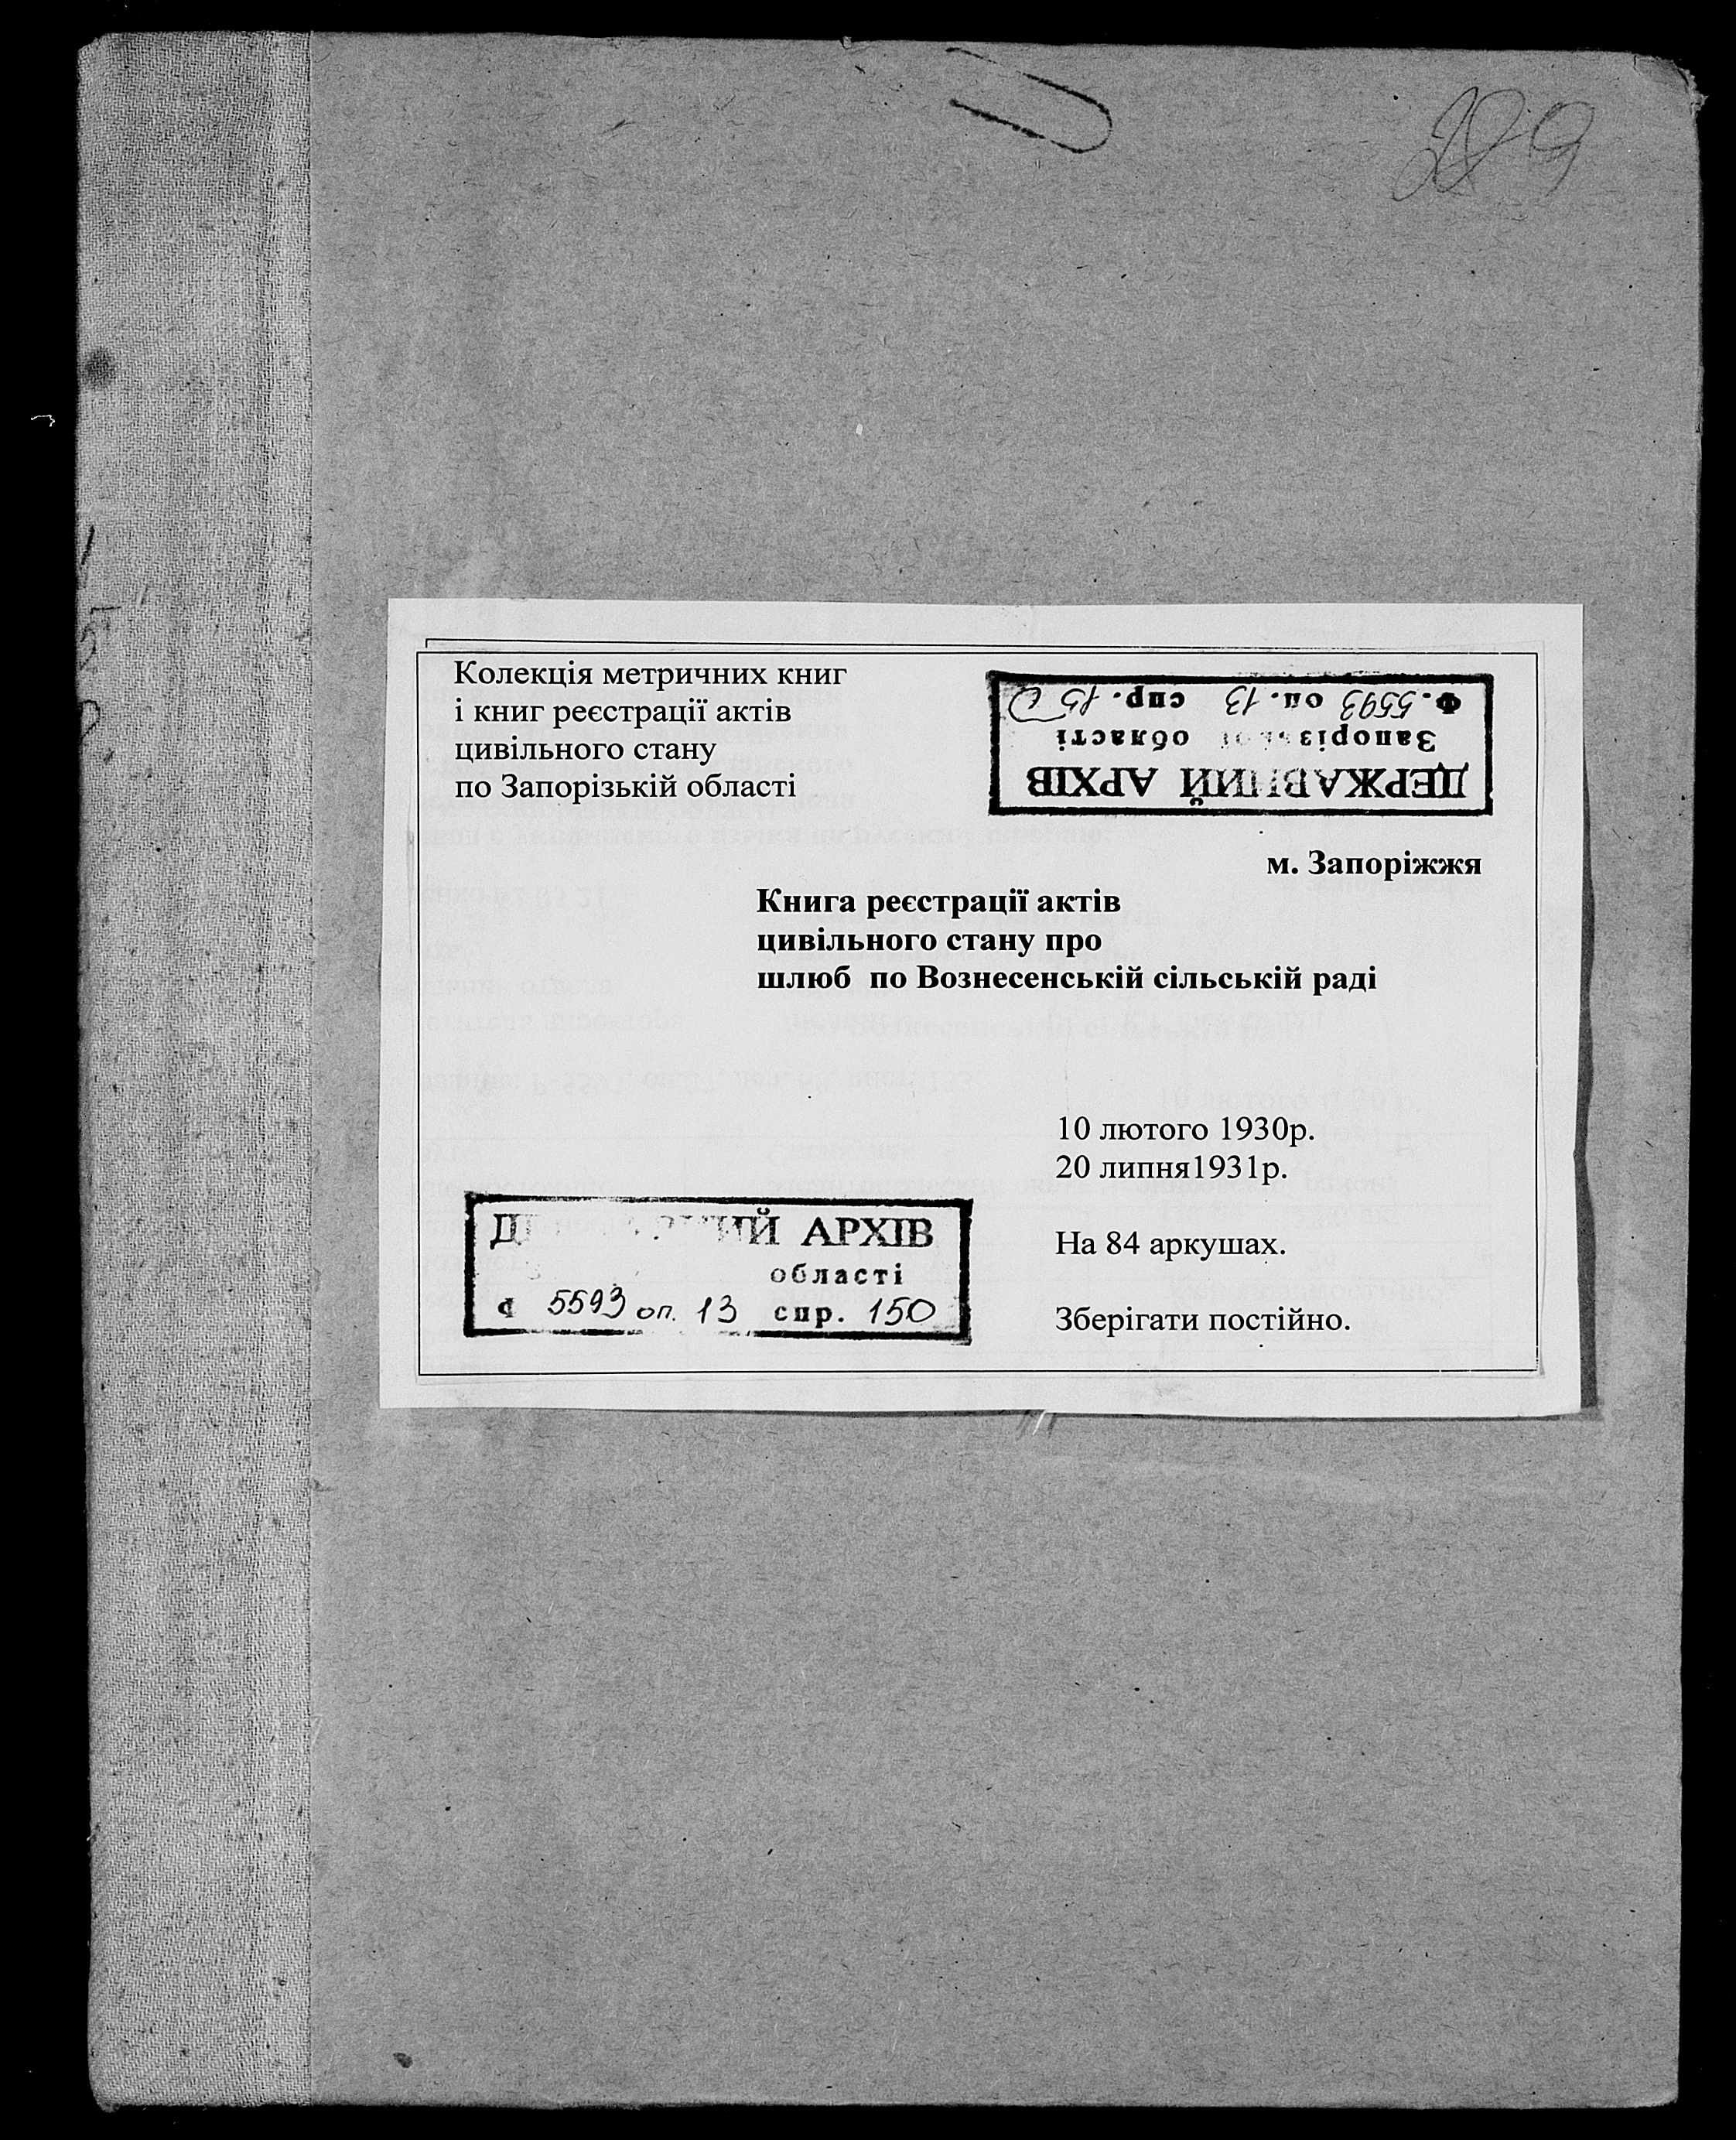 289
Колекція метричних книг
і книг реєстрації актів
цивільного стану
по Запорізькій області
ДЕРЖАВНИЙ АРХІВ
Запорізької області
Ф. 5593 оп. 13 спр. 150
м. Запоріжжя
Книга реєстрації актів
цивільного стану про
шлюб по Вознесенській сільській раді
10 лютого 1930р.
20 липня1931р.
На 84 аркушах.
Зберігати постійно.
АРХІВ
області
5593 оп. 13 спр. 150